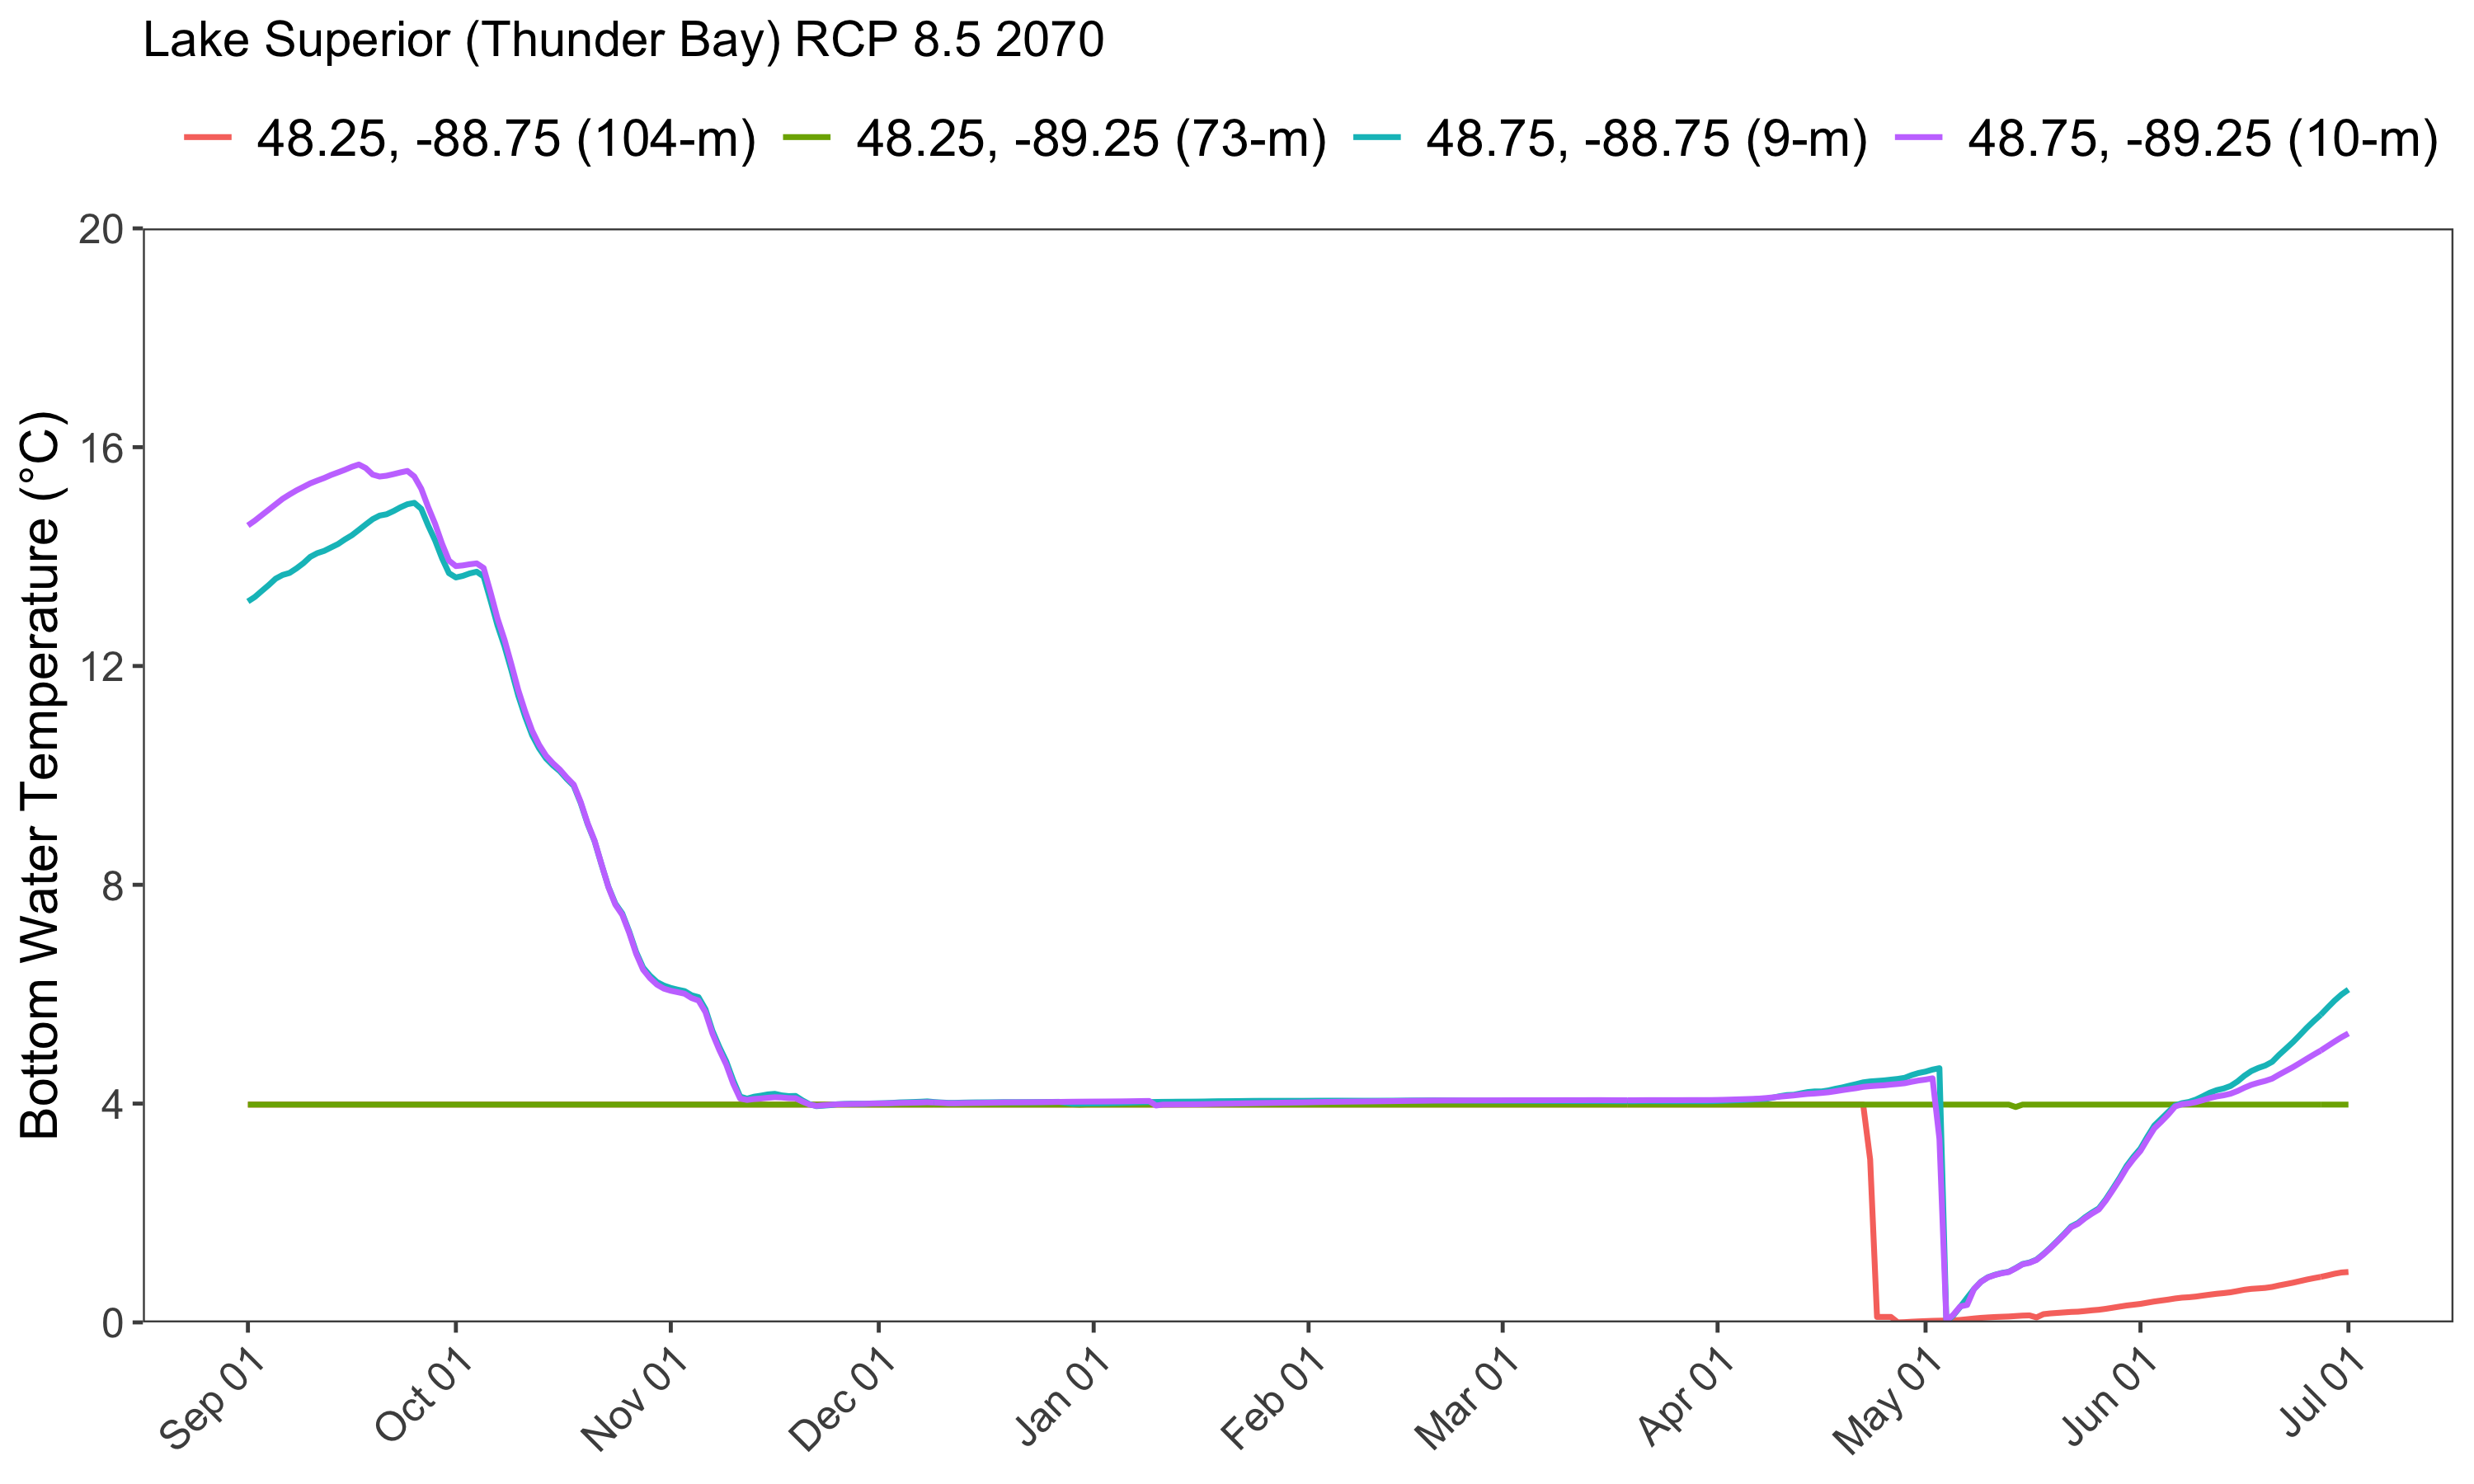 Lake Superior (Thunder Bay) RCP 8.5 2070
48.25, -88.75 (104-m) 48.25, -89.25 (73-m) 48.75, -88.75 (9-m) 48.75, -89.25 (10-m)
Bottom Water Temperature (°C)
20
16
12
8
4
0
Sep 01 Oct 01 Nov 01 Dec 01 Jan 01 Feb 01 Mar 01 Apr 01 May 01 Jun 01 Jul 01